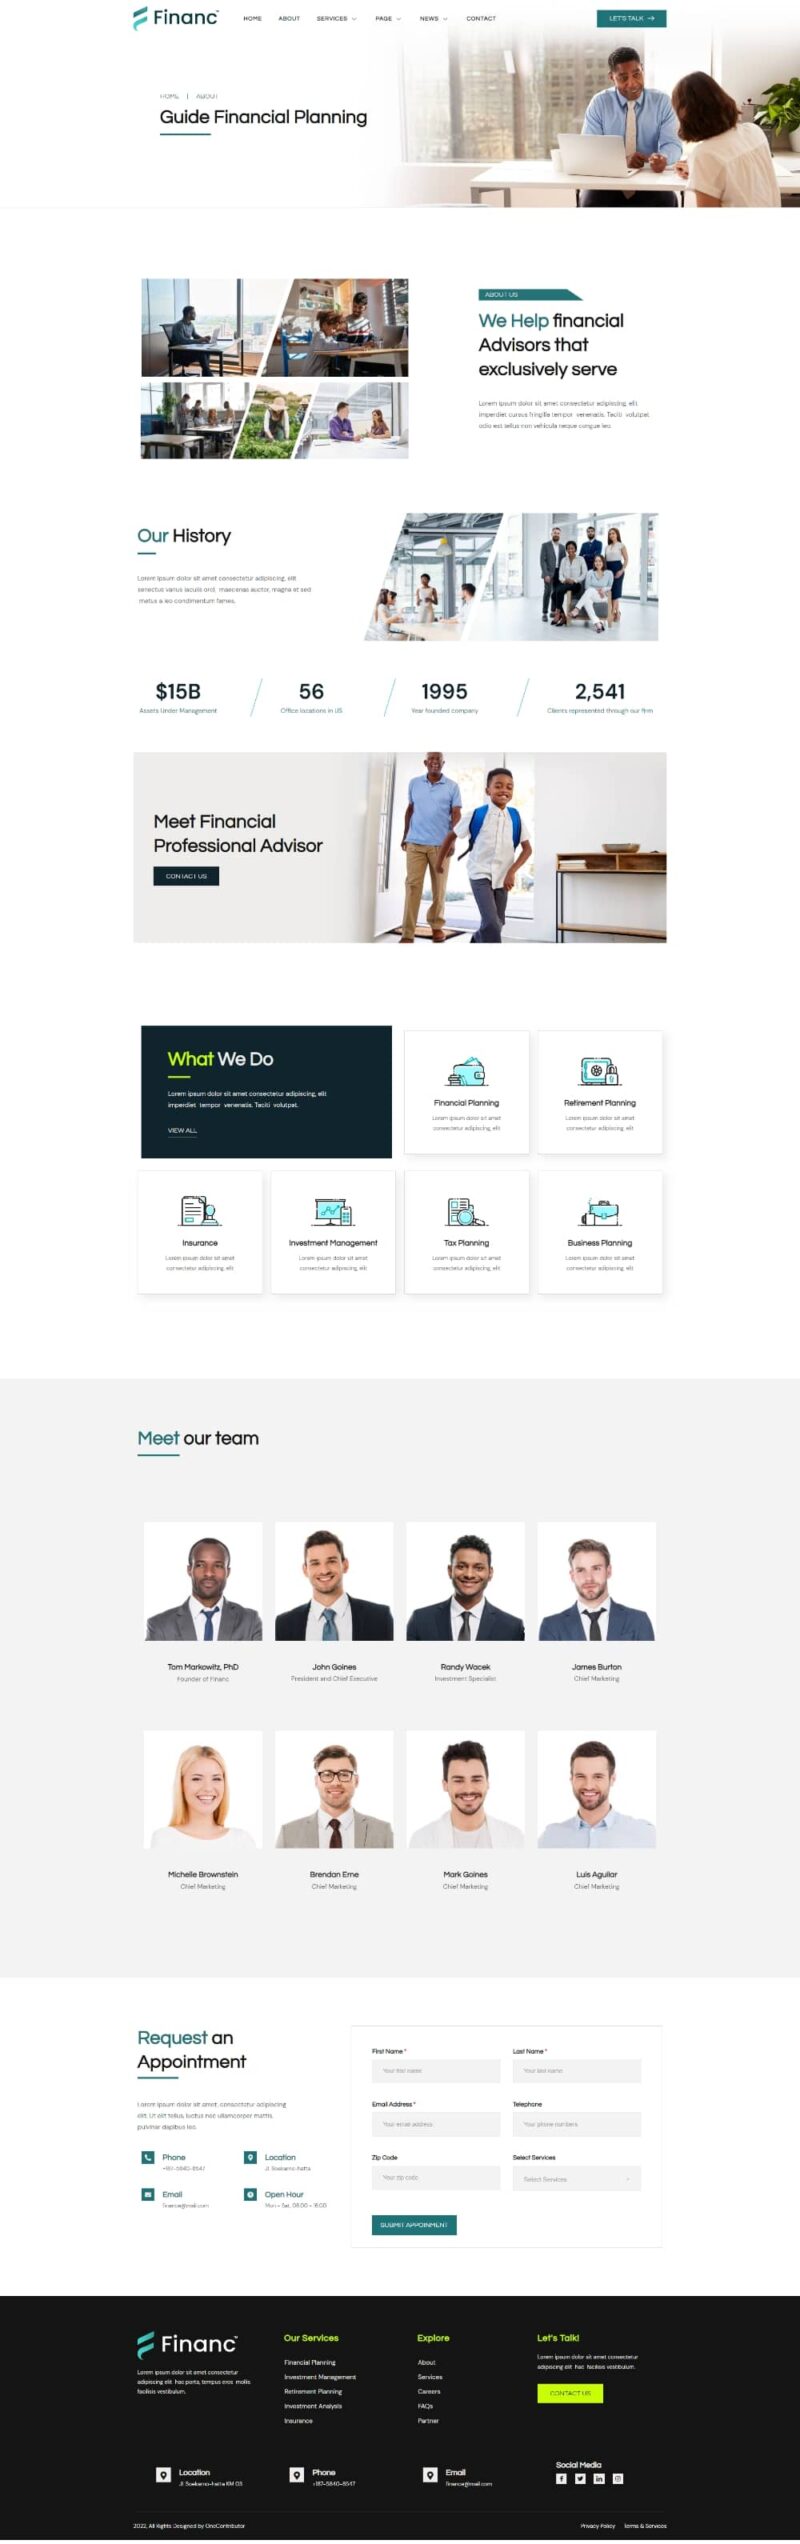 Financ
HOME ABOUT SERVICES PAGE NEWS CONTACT
LET'S TALK →
HOME | ABOUT
Guide Financial Planning
ABOUT US
We Help financial
Advisors that
exclusively serve
Lorem ipsum dolor sit amet consectetur adipiscing, elit
imperdiet cursus fringilla tempor venenatis. Taciti volutpat
odio est tellus non vehicula neque congue leo.
Our History
Lorem ipsum dolor sit amet consectetur adipiscing, elit
senectus varius iaculis orci, maecenas auctor, magna et sed
metus a leo condimentum fames.
$15B
Assets Under Management
56
Office locations in US
1995
Year founded company
2,541
Clients represented through our firm
Meet Financial
Professional Advisor
CONTACT US
What We Do
Lorem ipsum dolor sit amet consectetur adipiscing, elit
imperdiet tempor venenatis. Taciti volutpat.
VIEW ALL
Financial Planning
Lorem ipsum dolor sit amet
consectetur adipiscing, elit
Retirement Planning
Lorem ipsum dolor sit amet
consectetur adipiscing, elit
Insurance
Lorem ipsum dolor sit amet
consectetur adipiscing, elit
Investment Management
Lorem ipsum dolor sit amet
consectetur adipiscing, elit
Tax Planning
Lorem ipsum dolor sit amet
consectetur adipiscing, elit
Business Planning
Lorem ipsum dolor sit amet
consectetur adipiscing, elit
Meet our team
Tom Markowitz, PhD
Founder of Financ
John Goines
President and Chief Executive
Randy Wacek
Investment Specialist
James Burton
Chief Marketing
Michelle Brownstein
Chief Marketing
Brendan Erne
Chief Marketing
Mark Goines
Chief Marketing
Luis Aguilar
Chief Marketing
Request an
Appointment
Lorem ipsum dolor sit amet, consectetur adipiscing
elit. Ut elit tellus, luctus nec ullamcorper mattis,
pulvinar dapibus leo.
Phone
+187-5840-8547
Location
Jl. Soekarno-hatta
Email
finance@mail.com
Open Hour
Mon - Sat, 08.00 - 16.00
First Name *
Your first name
Last Name *
Your last name
Email Address *
Your email address
Telephone
Your phone numbers
Zip Code
Your zip code
Select Services
Select Services
SUBMIT APPOINMENT
Financ
Lorem ipsum dolor sit amet consectetur
adipiscing elit hac porta, tempus eros mollis
facilisis vestibulum.
Our Services
Financial Planning
Investment Management
Retirement Planning
Investment Analysis
Insurance
Explore
About
Services
Careers
FAQs
Partner
Let's Talk!
Lorem ipsum dolor sit amet consectetur
adipiscing elit hac facilisis vestibulum.
CONTACT US
Location
Jl. Soekarno-hatta KM 03
Phone
+187-5840-8547
Email
finance@mail.com
Social Media
2022, All Rights Designed by OneContributor
Privacy Policy Terms & Services